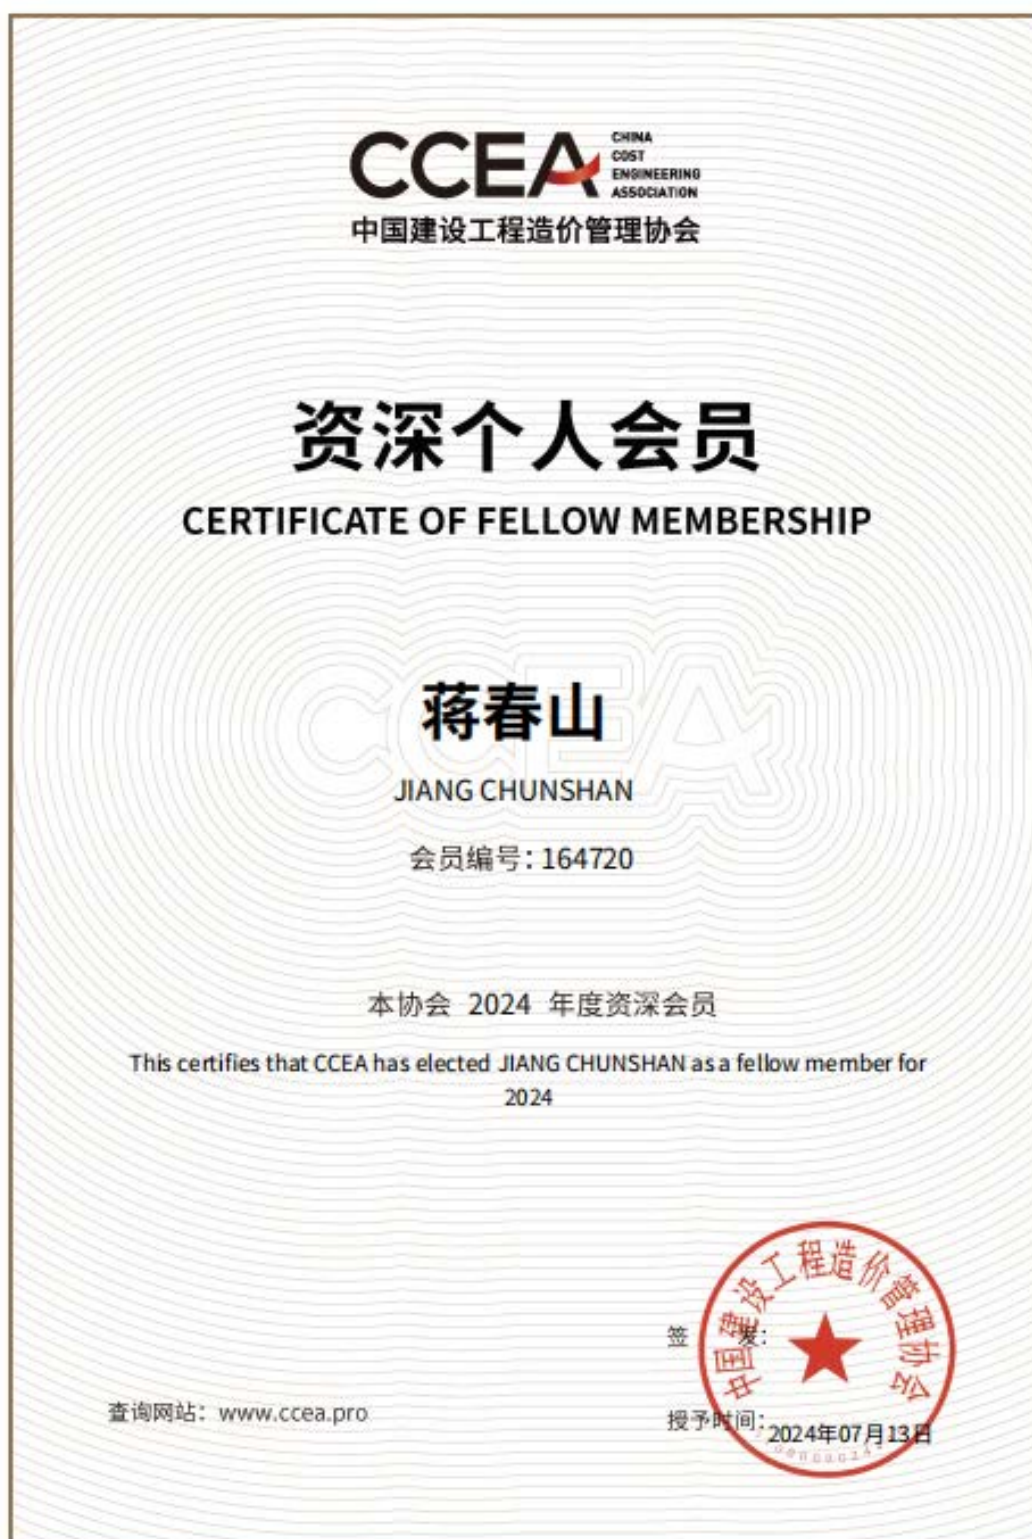 CCEA
CHINA
COST
ENGINEERING
ASSOCIATION
中国建设工程造价管理协会
资深个人会员
CERTIFICATE OF FELLOW MEMBERSHIP
CCEA
蒋春山
JIANG CHUNSHAN
会员编号：164720
本协会 2024 年度资深会员
This certifies that CCEA has elected JIANG CHUNSHAN as a fellow member for
2024
中国建设工程造价管理协会
签 发：
查询网站：www.ccea.pro
授予时间：2024年07月13日